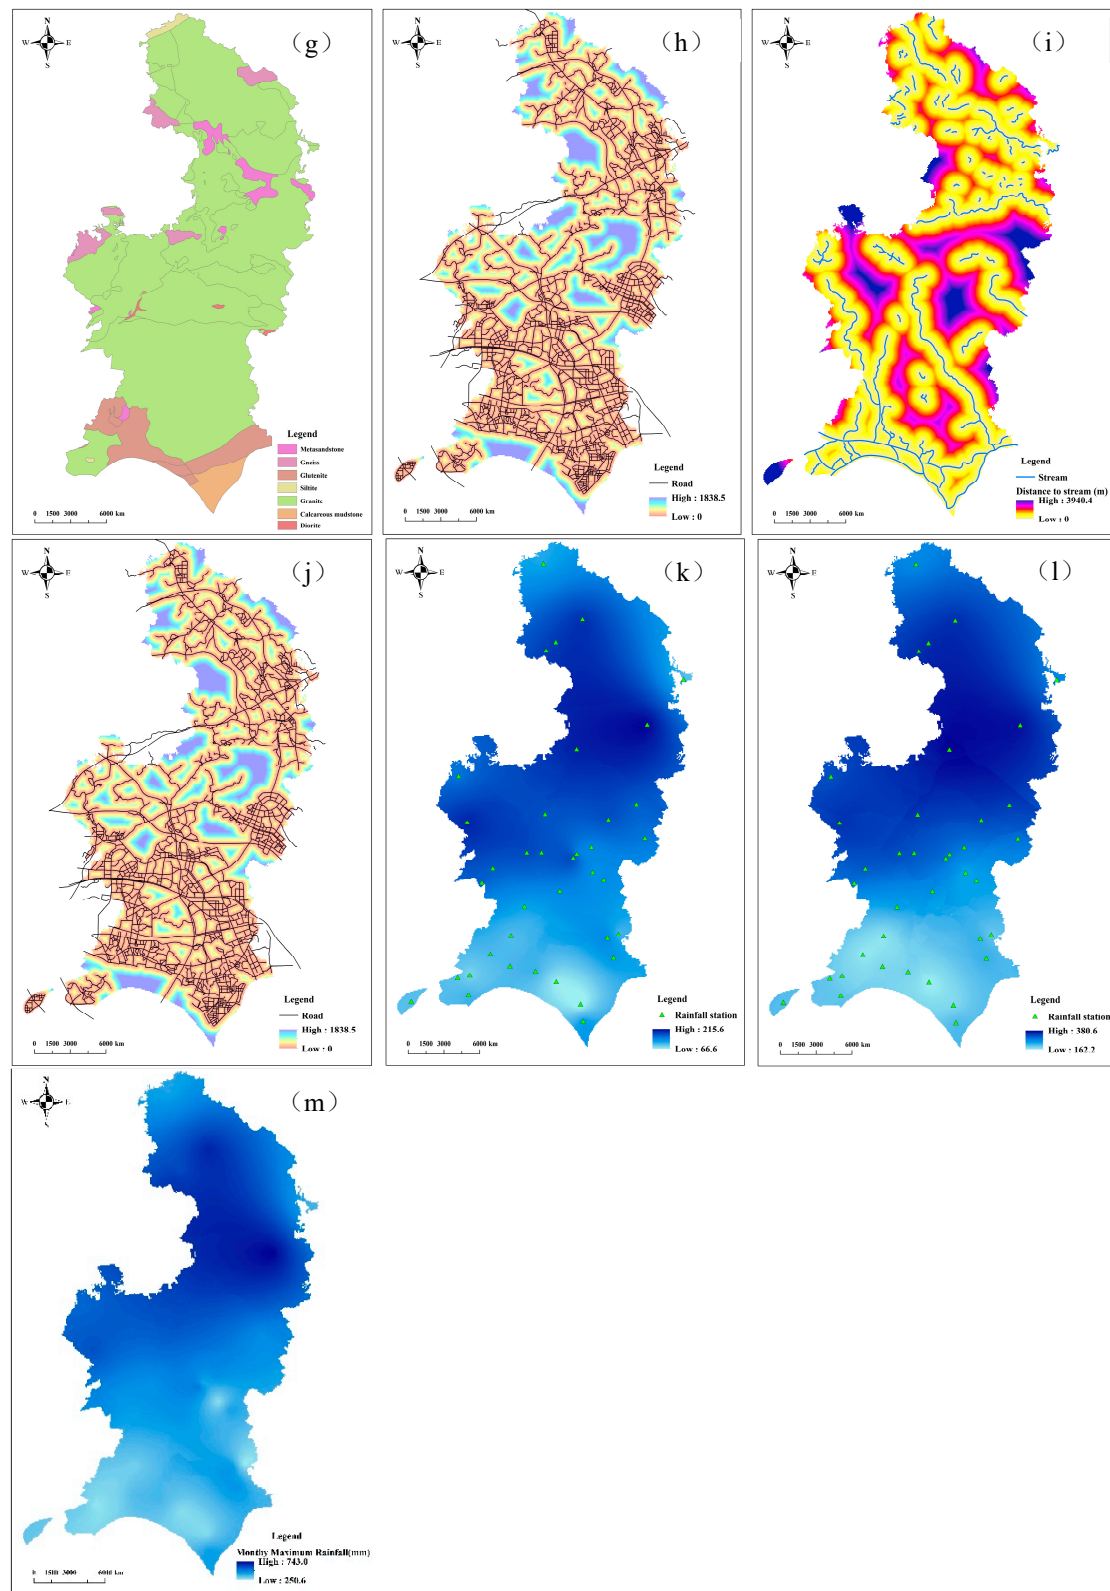 N
W E
S
（g）
Legend
Metasandstone
Gneiss
Glutenite
Siltite
Granite
Calcareous mudstone
Diorite
0 1500 3000 6000 km
N
W E
S
（h）
Legend
Road
High : 1838.5
Low : 0
0 1500 3000 6000 km
N
W E
S
（i）
Legend
Stream
Distance to stream (m)
High : 3940.4
Low : 0
0 1500 3000 6000 km
N
W E
S
（j）
Legend
Road
High : 1838.5
Low : 0
0 1500 3000 6000 km
N
W E
S
（k）
Legend
Rainfall station
High : 215.6
Low : 66.6
0 1500 3000 6000 km
N
W E
S
（l）
Legend
Rainfall station
High : 380.6
Low : 162.2
0 1500 3000 6000 km
N
W E
S
（m）
Legend
Monthy Maximum Rainfall(mm)
High : 743.0
Low : 250.6
0 1500 3000 6000 km